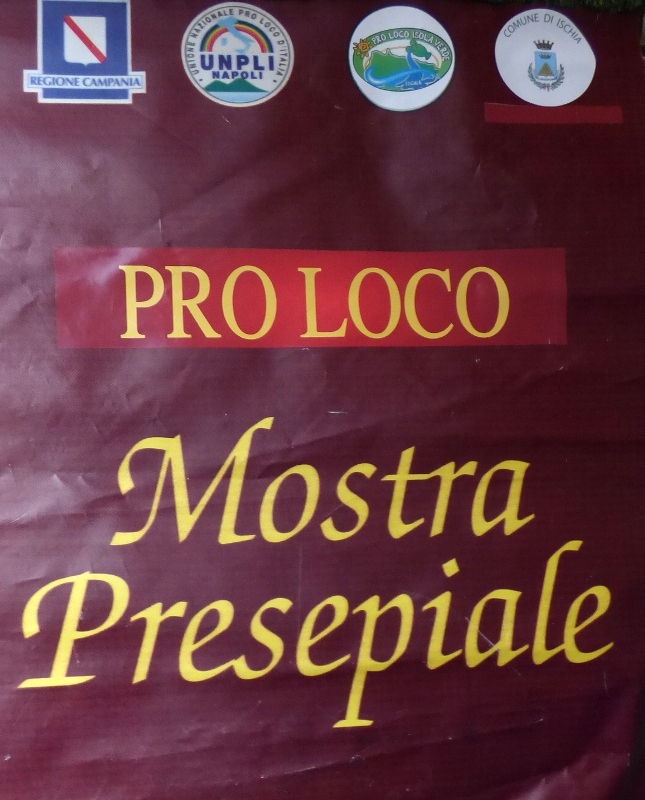 REGIONE CAMPANIA
UNIONE NAZIONALE PRO LOCO D'ITALIA
UNPLI
NAPOLI
PRO LOCO ISOLA VERDE
ISCHIA
COMUNE DI ISCHIA
PRO LOCO
Mostra
Presepiale